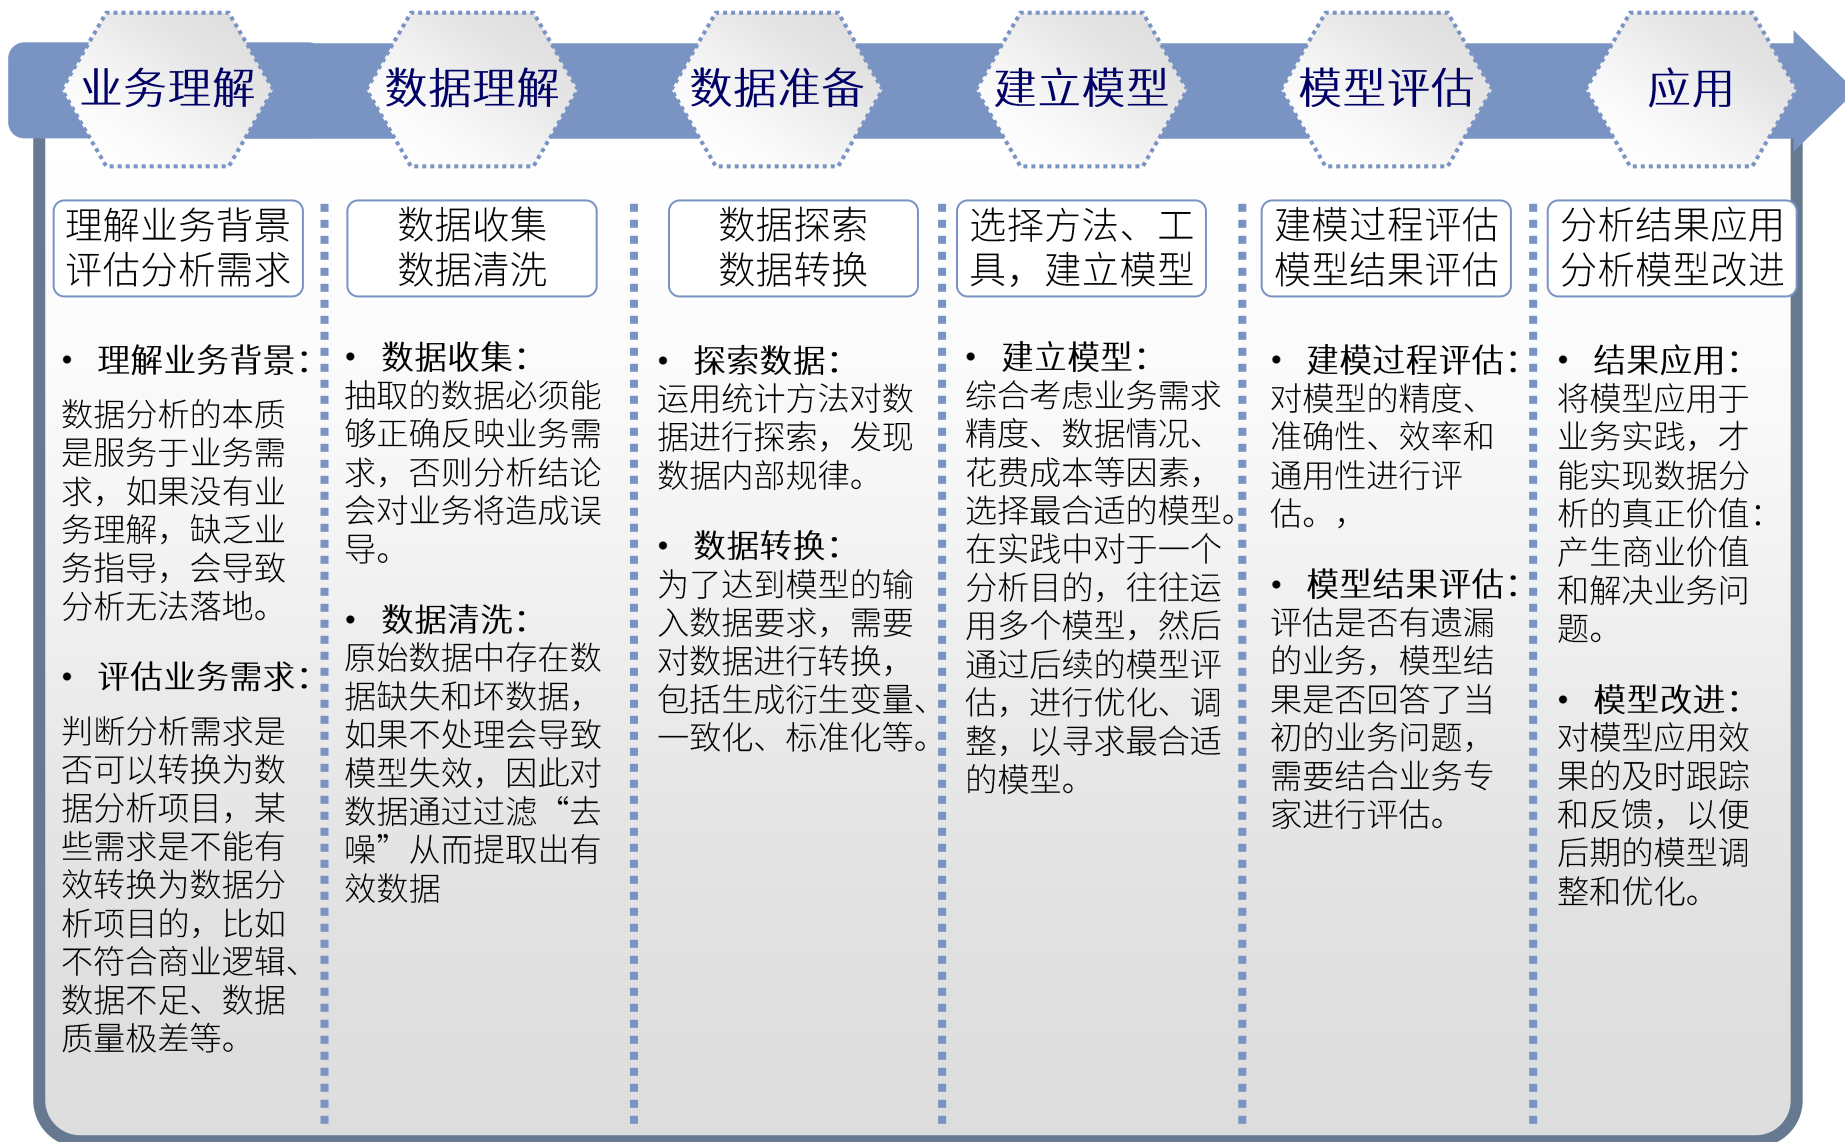 业务理解
数据理解
数据准备
建立模型
模型评估
应用
理解业务背景
评估分析需求
• 理解业务背景：
数据分析的本质
是服务于业务需
求，如果没有业
务理解，缺乏业
务指导，会导致
分析无法落地。
• 评估业务需求：
判断分析需求是
否可以转换为数
据分析项目，某
些需求是不能有
效转换为数据分
析项目的，比如
不符合商业逻辑、
数据不足、数据
质量极差等。
数据收集
数据清洗
• 数据收集：
抽取的数据必须能
够正确反映业务需
求，否则分析结论
会对业务将造成误
导。
• 数据清洗：
原始数据中存在数
据缺失和坏数据，
如果不处理会导致
模型失效，因此对
数据通过过滤“去
噪”从而提取出有
效数据
数据探索
数据转换
• 探索数据：
运用统计方法对数
据进行探索，发现
数据内部规律。
• 数据转换：
为了达到模型的输
入数据要求，需要
对数据进行转换，
包括生成衍生变量、
一致化、标准化等。
选择方法、工
具，建立模型
• 建立模型：
综合考虑业务需求
精度、数据情况、
花费成本等因素，
选择最合适的模型。
在实践中对于一个
分析目的，往往运
用多个模型，然后
通过后续的模型评
估，进行优化、调
整，以寻求最合适
的模型。
建模过程评估
模型结果评估
• 建模过程评估：
对模型的精度、
准确性、效率和
通用性进行评
估。，
• 模型结果评估：
评估是否有遗漏
的业务，模型结
果是否回答了当
初的业务问题，
需要结合业务专
家进行评估。
分析结果应用
分析模型改进
• 结果应用：
将模型应用于
业务实践，才
能实现数据分
析的真正价值：
产生商业价值
和解决业务问
题。
• 模型改进：
对模型应用效
果的及时跟踪
和反馈，以便
后期的模型调
整和优化。